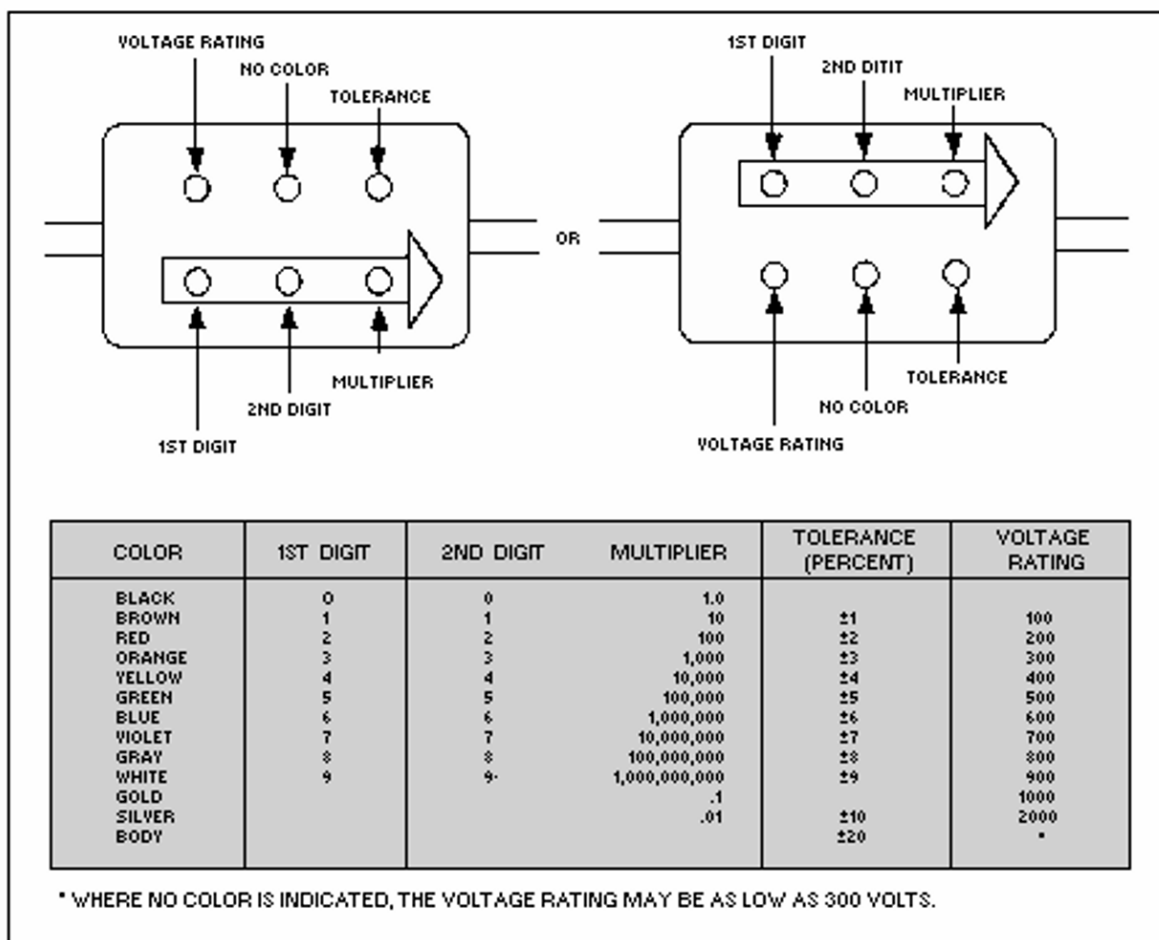 VOLTAGE RATING
NO COLOR
TOLERANCE
1ST DIGIT
2ND DIGIT
MULTIPLIER
OR
1ST DIGIT
2ND DITIT
MULTIPLIER
TOLERANCE
NO COLOR
VOLTAGE RATING
COLOR 1ST DIGIT 2ND DIGIT MULTIPLIER TOLERANCE (PERCENT) VOLTAGE RATING
BLACK 0 0 1.0
BROWN 1 1 10 ±1 100
RED 2 2 100 ±2 200
ORANGE 3 3 1,000 ±3 300
YELLOW 4 4 10,000 ±4 400
GREEN 5 5 100,000 ±5 500
BLUE 6 6 1,000,000 ±6 600
VIOLET 7 7 10,000,000 ±7 700
GRAY 8 8 100,000,000 ±8 800
WHITE 9 9· 1,000,000,000 ±9 900
GOLD .1 1000
SILVER .01 ±10 2000
BODY ±20 *
* WHERE NO COLOR IS INDICATED, THE VOLTAGE RATING MAY BE AS LOW AS 300 VOLTS.